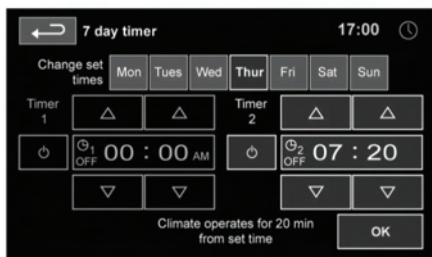 7 day timer 17:00
Change set times Mon Tues Wed Thur Fri Sat Sun
Timer 1 Timer 2
1 OFF 00 : 00 AM 2 OFF 07 : 20
Climate operates for 20 min
from set time
OK